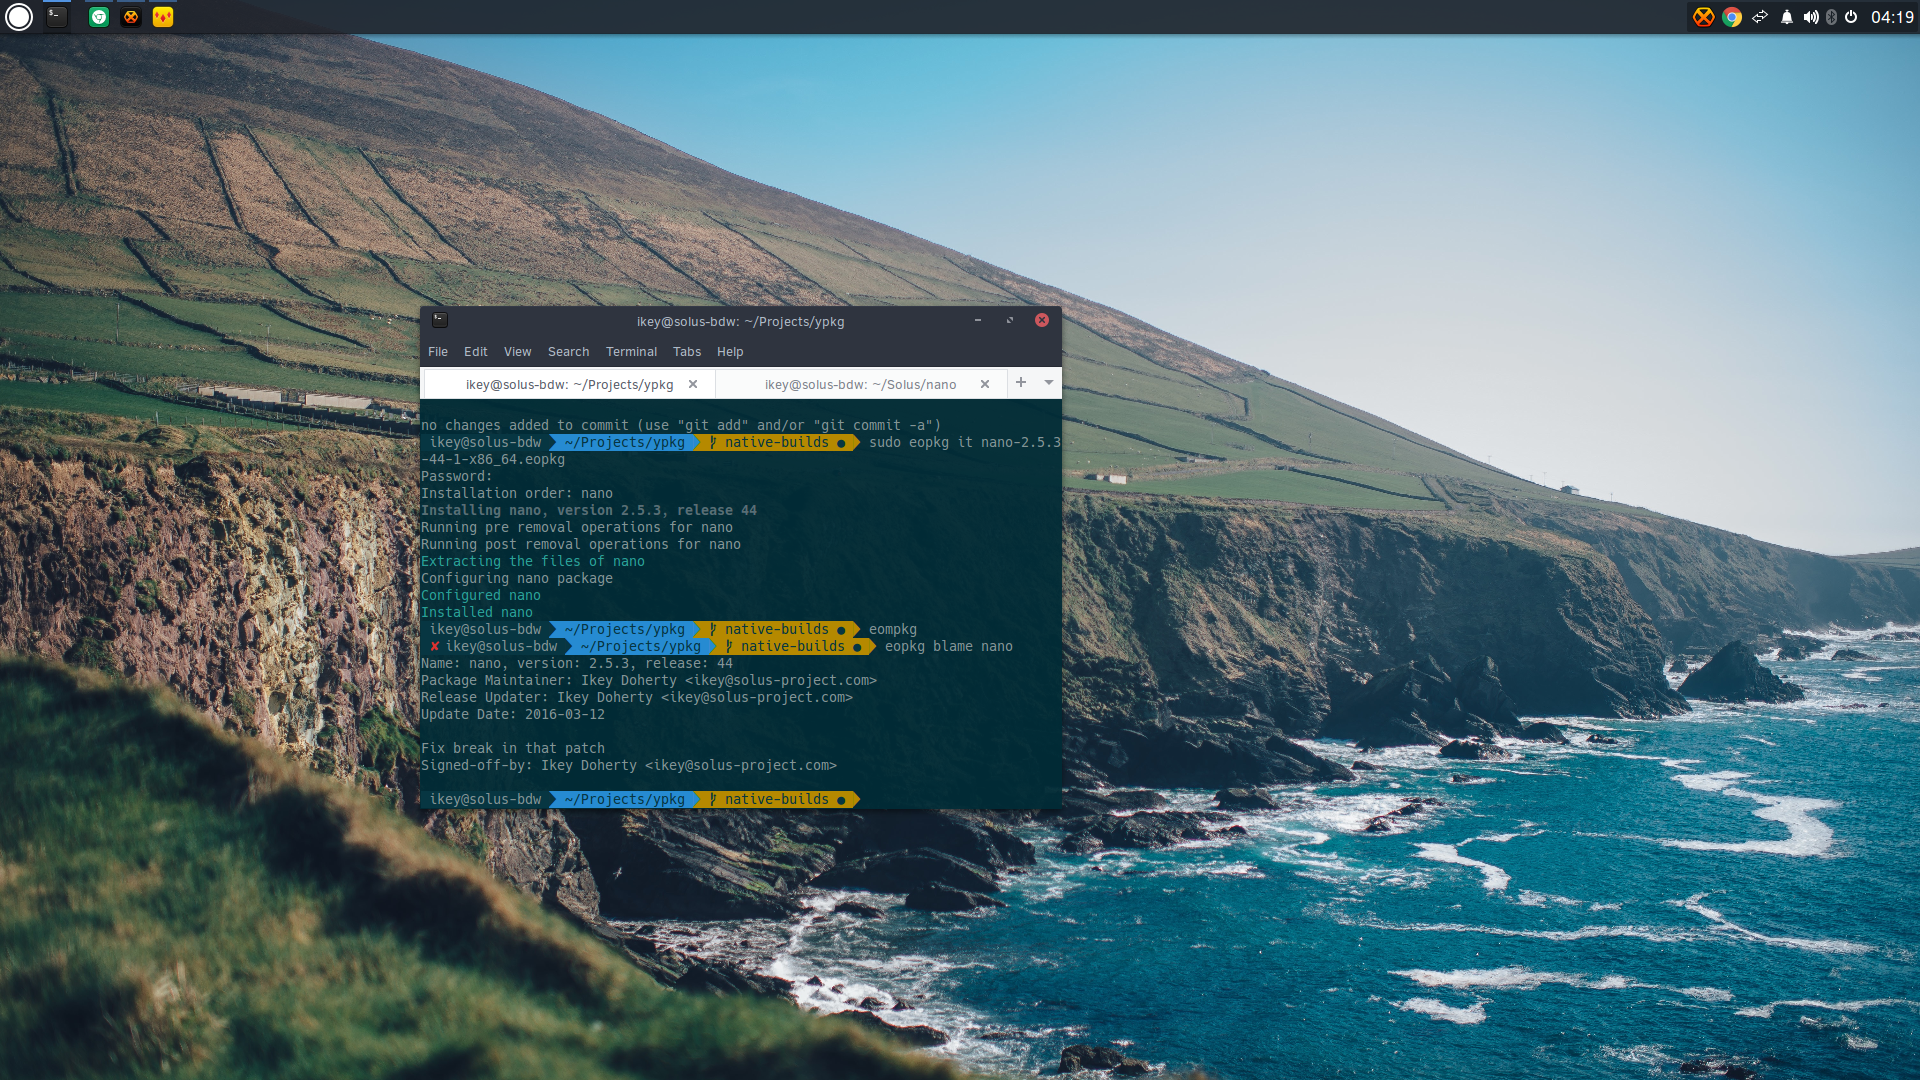 04:19
ikey@solus-bdw: ~/Projects/ypkg
File Edit View Search Terminal Tabs Help
ikey@solus-bdw: ~/Projects/ypkg ikey@solus-bdw: ~/Solus/nano
no changes added to commit (use "git add" and/or "git commit -a")
ikey@solus-bdw ~/Projects/ypkg native-builds ● sudo eopkg it nano-2.5.3
-44-1-x86_64.eopkg
Password:
Installation order: nano
Installing nano, version 2.5.3, release 44
Running pre removal operations for nano
Running post removal operations for nano
Extracting the files of nano
Configuring nano package
Configured nano
Installed nano
ikey@solus-bdw ~/Projects/ypkg native-builds ● eompkg
✘ ikey@solus-bdw ~/Projects/ypkg native-builds ● eopkg blame nano
Name: nano, version: 2.5.3, release: 44
Package Maintainer: Ikey Doherty <ikey@solus-project.com>
Release Updater: Ikey Doherty <ikey@solus-project.com>
Update Date: 2016-03-12
Fix break in that patch
Signed-off-by: Ikey Doherty <ikey@solus-project.com>
ikey@solus-bdw ~/Projects/ypkg native-builds ●